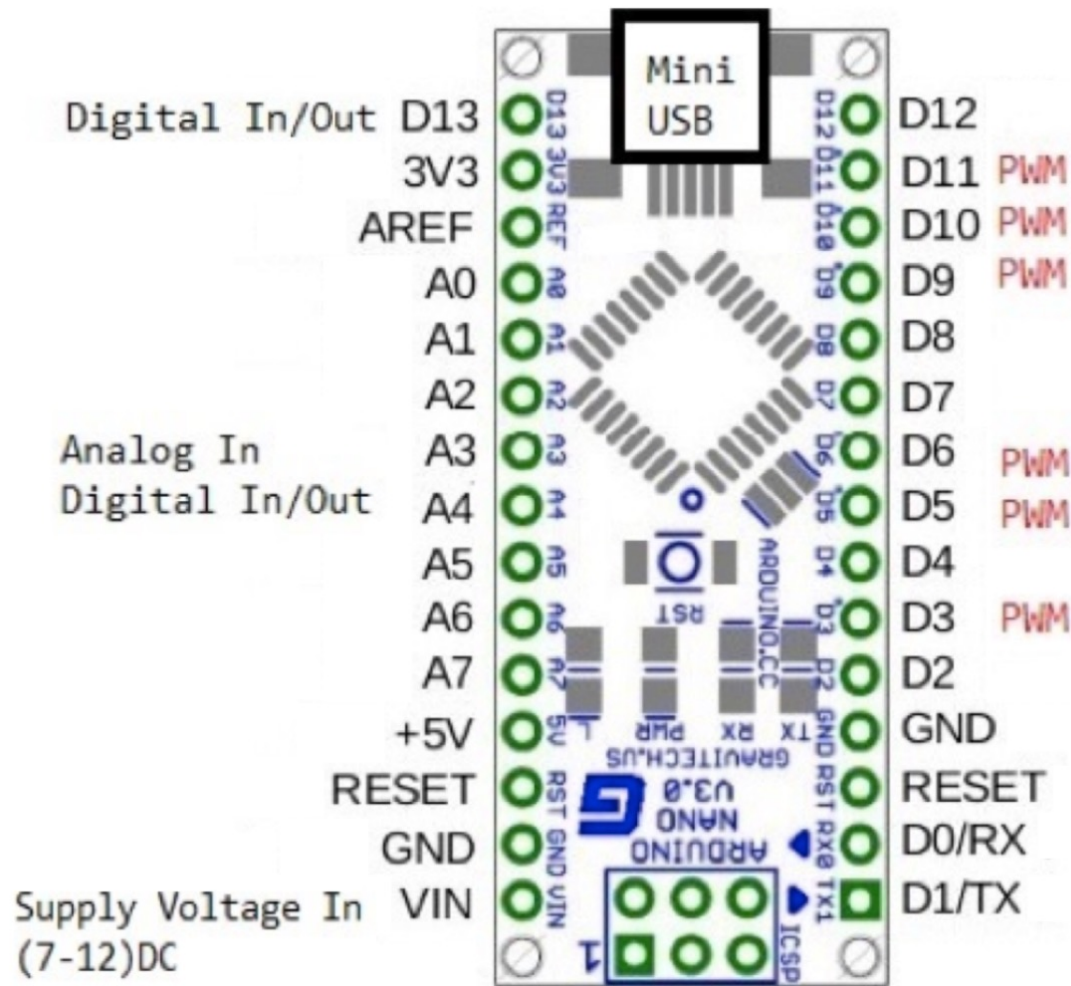 Mini
USB
Digital In/Out D13
3V3
AREF
A0
A1
A2
A3
Analog In
Digital In/Out
A4
A5
A6
A7
+5V
RESET
GND
VIN
Supply Voltage In
(7-12)DC
D13
3V3
REF
A0
A1
A2
A3
A4
A5
A6
A7
5V
RST
GND
VIN
D12
D11
D10
D9
D8
D7
D6
D5
D4
D3
D2
GND
RST
RX0
TX1
D12
D11 PWM
D10 PWM
D9 PWM
D8
D7
D6 PWM
D5 PWM
D4
D3 PWM
D2
GND
RESET
D0/RX
D1/TX
RST
ARDUINO.CC
L PWR RX TX
GRAVITECH.US
ARDUINO
NANO
V3.0
1
ICSP